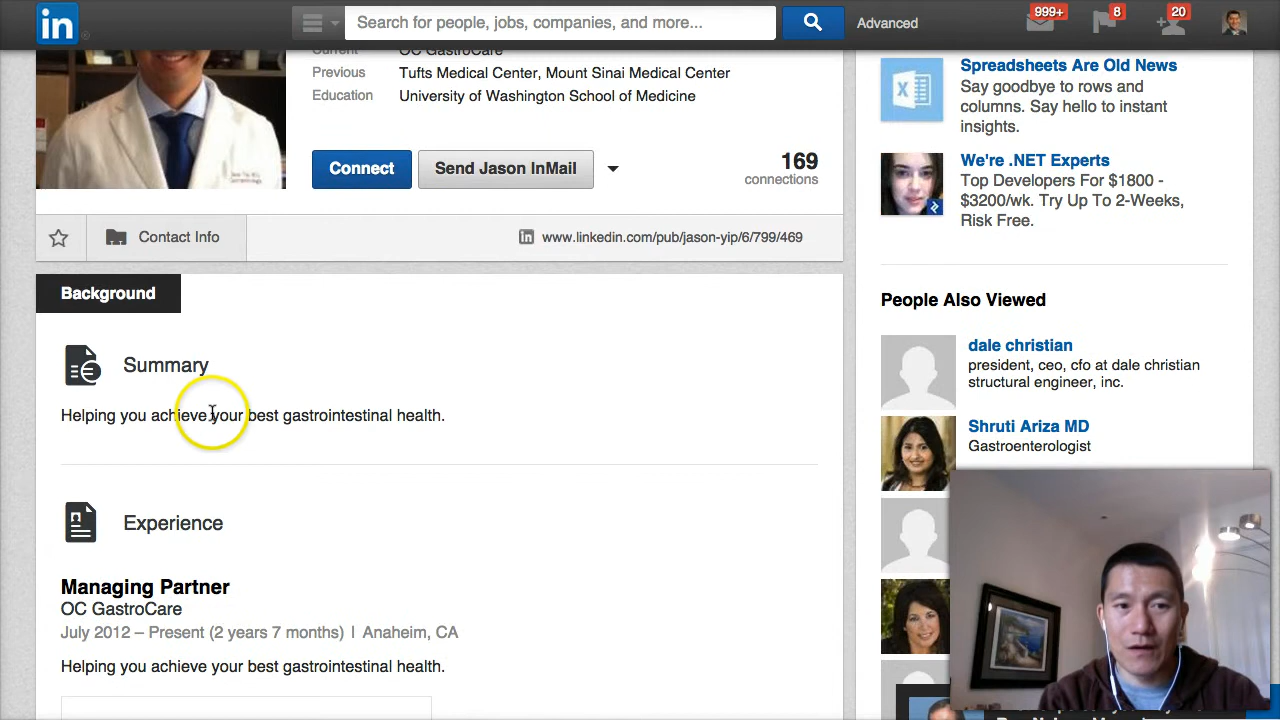 in
Search for people, jobs, companies, and more...
Advanced
999+
8
20
Current OC GastroCare
Previous Tufts Medical Center, Mount Sinai Medical Center
Education University of Washington School of Medicine
Connect
Send Jason InMail
169
connections
Contact Info
in www.linkedin.com/pub/jason-yip/6/799/469
Background
Summary
Helping you achieve your best gastrointestinal health.
Experience
Managing Partner
OC GastroCare
July 2012 – Present (2 years 7 months) | Anaheim, CA
Helping you achieve your best gastrointestinal health.
Spreadsheets Are Old News
Say goodbye to rows and
columns. Say hello to instant
insights.
We're .NET Experts
Top Developers For $1800 -
$3200/wk. Try Up To 2-Weeks,
Risk Free.
People Also Viewed
dale christian
president, ceo, cfo at dale christian
structural engineer, inc.
Shruti Ariza MD
Gastroenterologist